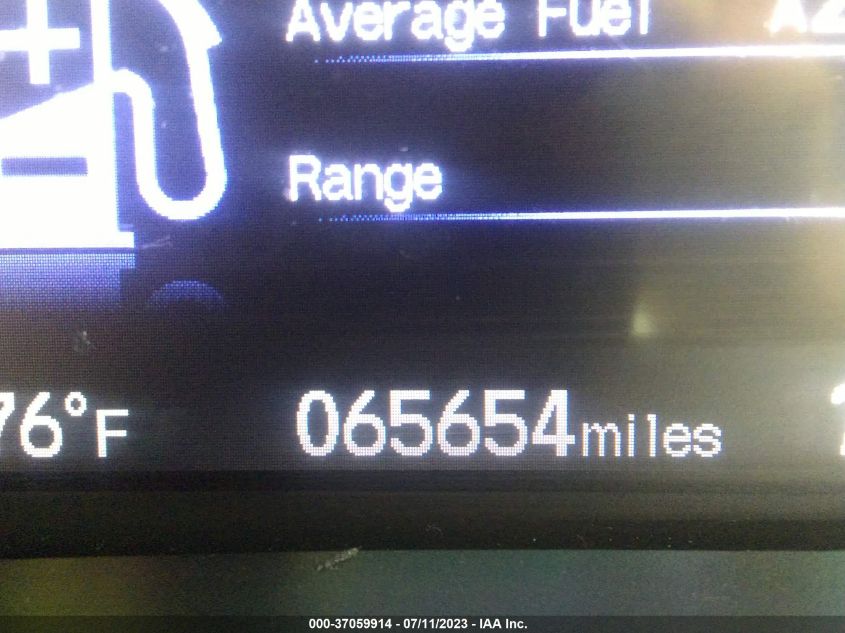 Average Fuel
Range
76°F 065654miles
000-37059914 - 07/11/2023 - IAA Inc.